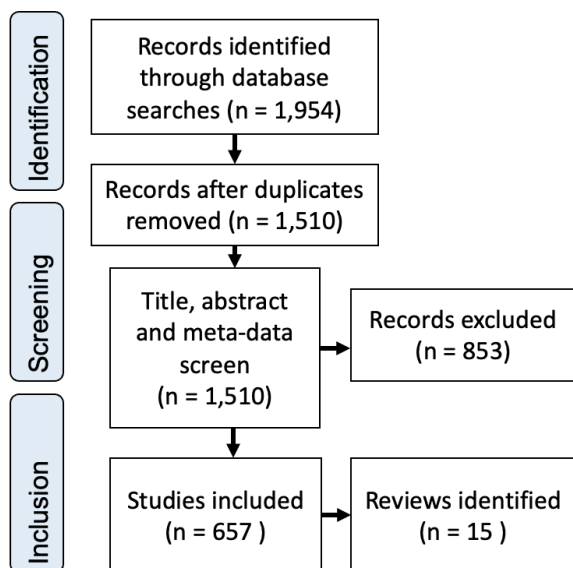 Identification
Records identified
through database
searches (n = 1,954)
Records after duplicates
removed (n = 1,510)
Screening
Title, abstract
and meta-data
screen
(n = 1,510)
Records excluded
(n = 853)
Inclusion
Studies included
(n = 657 )
Reviews identified
(n = 15 )